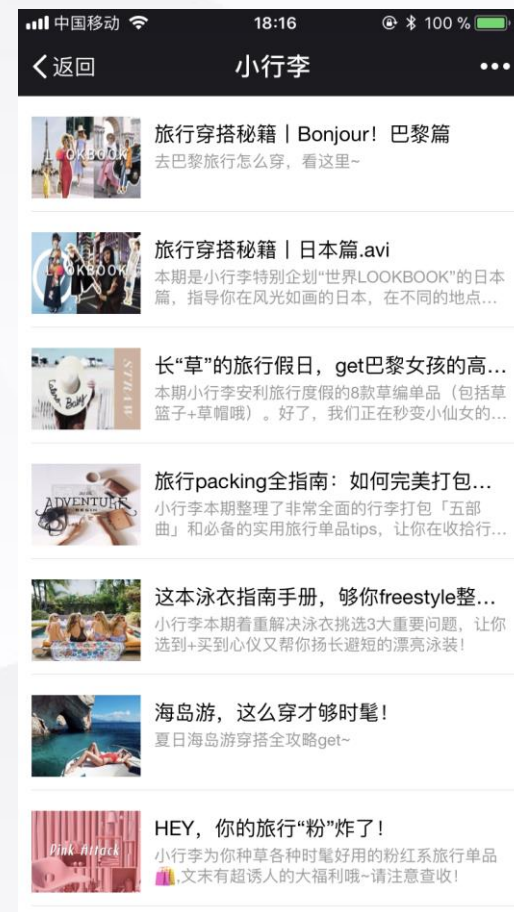 中国移动 18:16 100 %
返回 小行李
LOOKBOOK
旅行穿搭秘籍丨Bonjour！巴黎篇
去巴黎旅行怎么穿，看这里~
LOOKBOOK
旅行穿搭秘籍丨日本篇.avi
本期是小行李特别企划“世界LOOKBOOK”的日本
篇，指导你在风光如画的日本，在不同的地点...
STRAW
长“草”的旅行假日，get巴黎女孩的高...
本期小行李安利旅行度假的8款草编单品（包括草
篮子+草帽哦）。好了，我们正在秒变小仙女的...
ADVENTURE
旅行packing全指南：如何完美打包...
小行李本期整理了非常全面的行李打包「五部
曲」和必备的实用旅行单品tips，让你在收拾行...
这本泳衣指南手册，够你freestyle整...
小行李本期着重解决泳衣挑选3大重要问题，让你
选到+买到心仪又帮你扬长避短的漂亮泳装！
海岛游，这么穿才够时髦！
夏日海岛游穿搭全攻略get~
Pink Attack
HEY，你的旅行“粉”炸了！
小行李为你种草各种时髦好用的粉红系旅行单品
🛍,文末有超诱人的大福利哦~请注意查收！